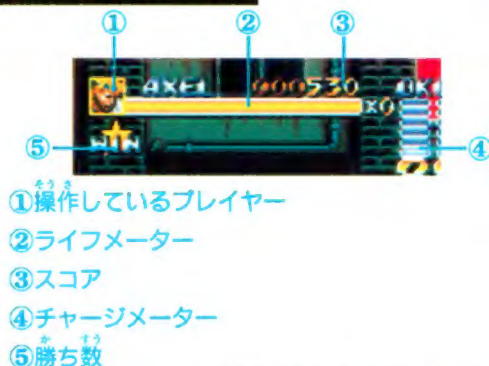 ① ② ③
AXEL 000530
×0
OK
⑤ WIN ④
①操作しているプレイヤー
②ライフメーター
③スコア
④チャージメーター
⑤勝ち数